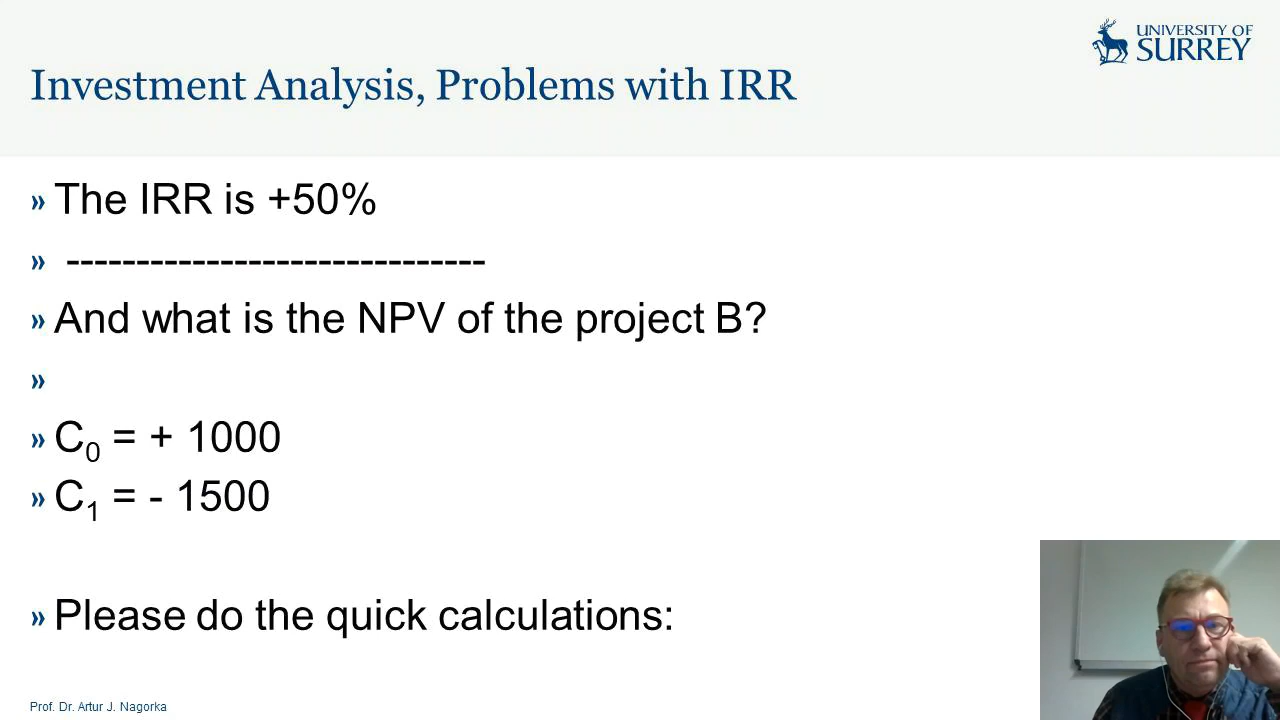 UNIVERSITY OF
SURREY
Investment Analysis, Problems with IRR
» The IRR is +50%
» ------------------------------
» And what is the NPV of the project B?
»
» C₀ = + 1000
» C₁ = - 1500
» Please do the quick calculations:
Prof. Dr. Artur J. Nagorka